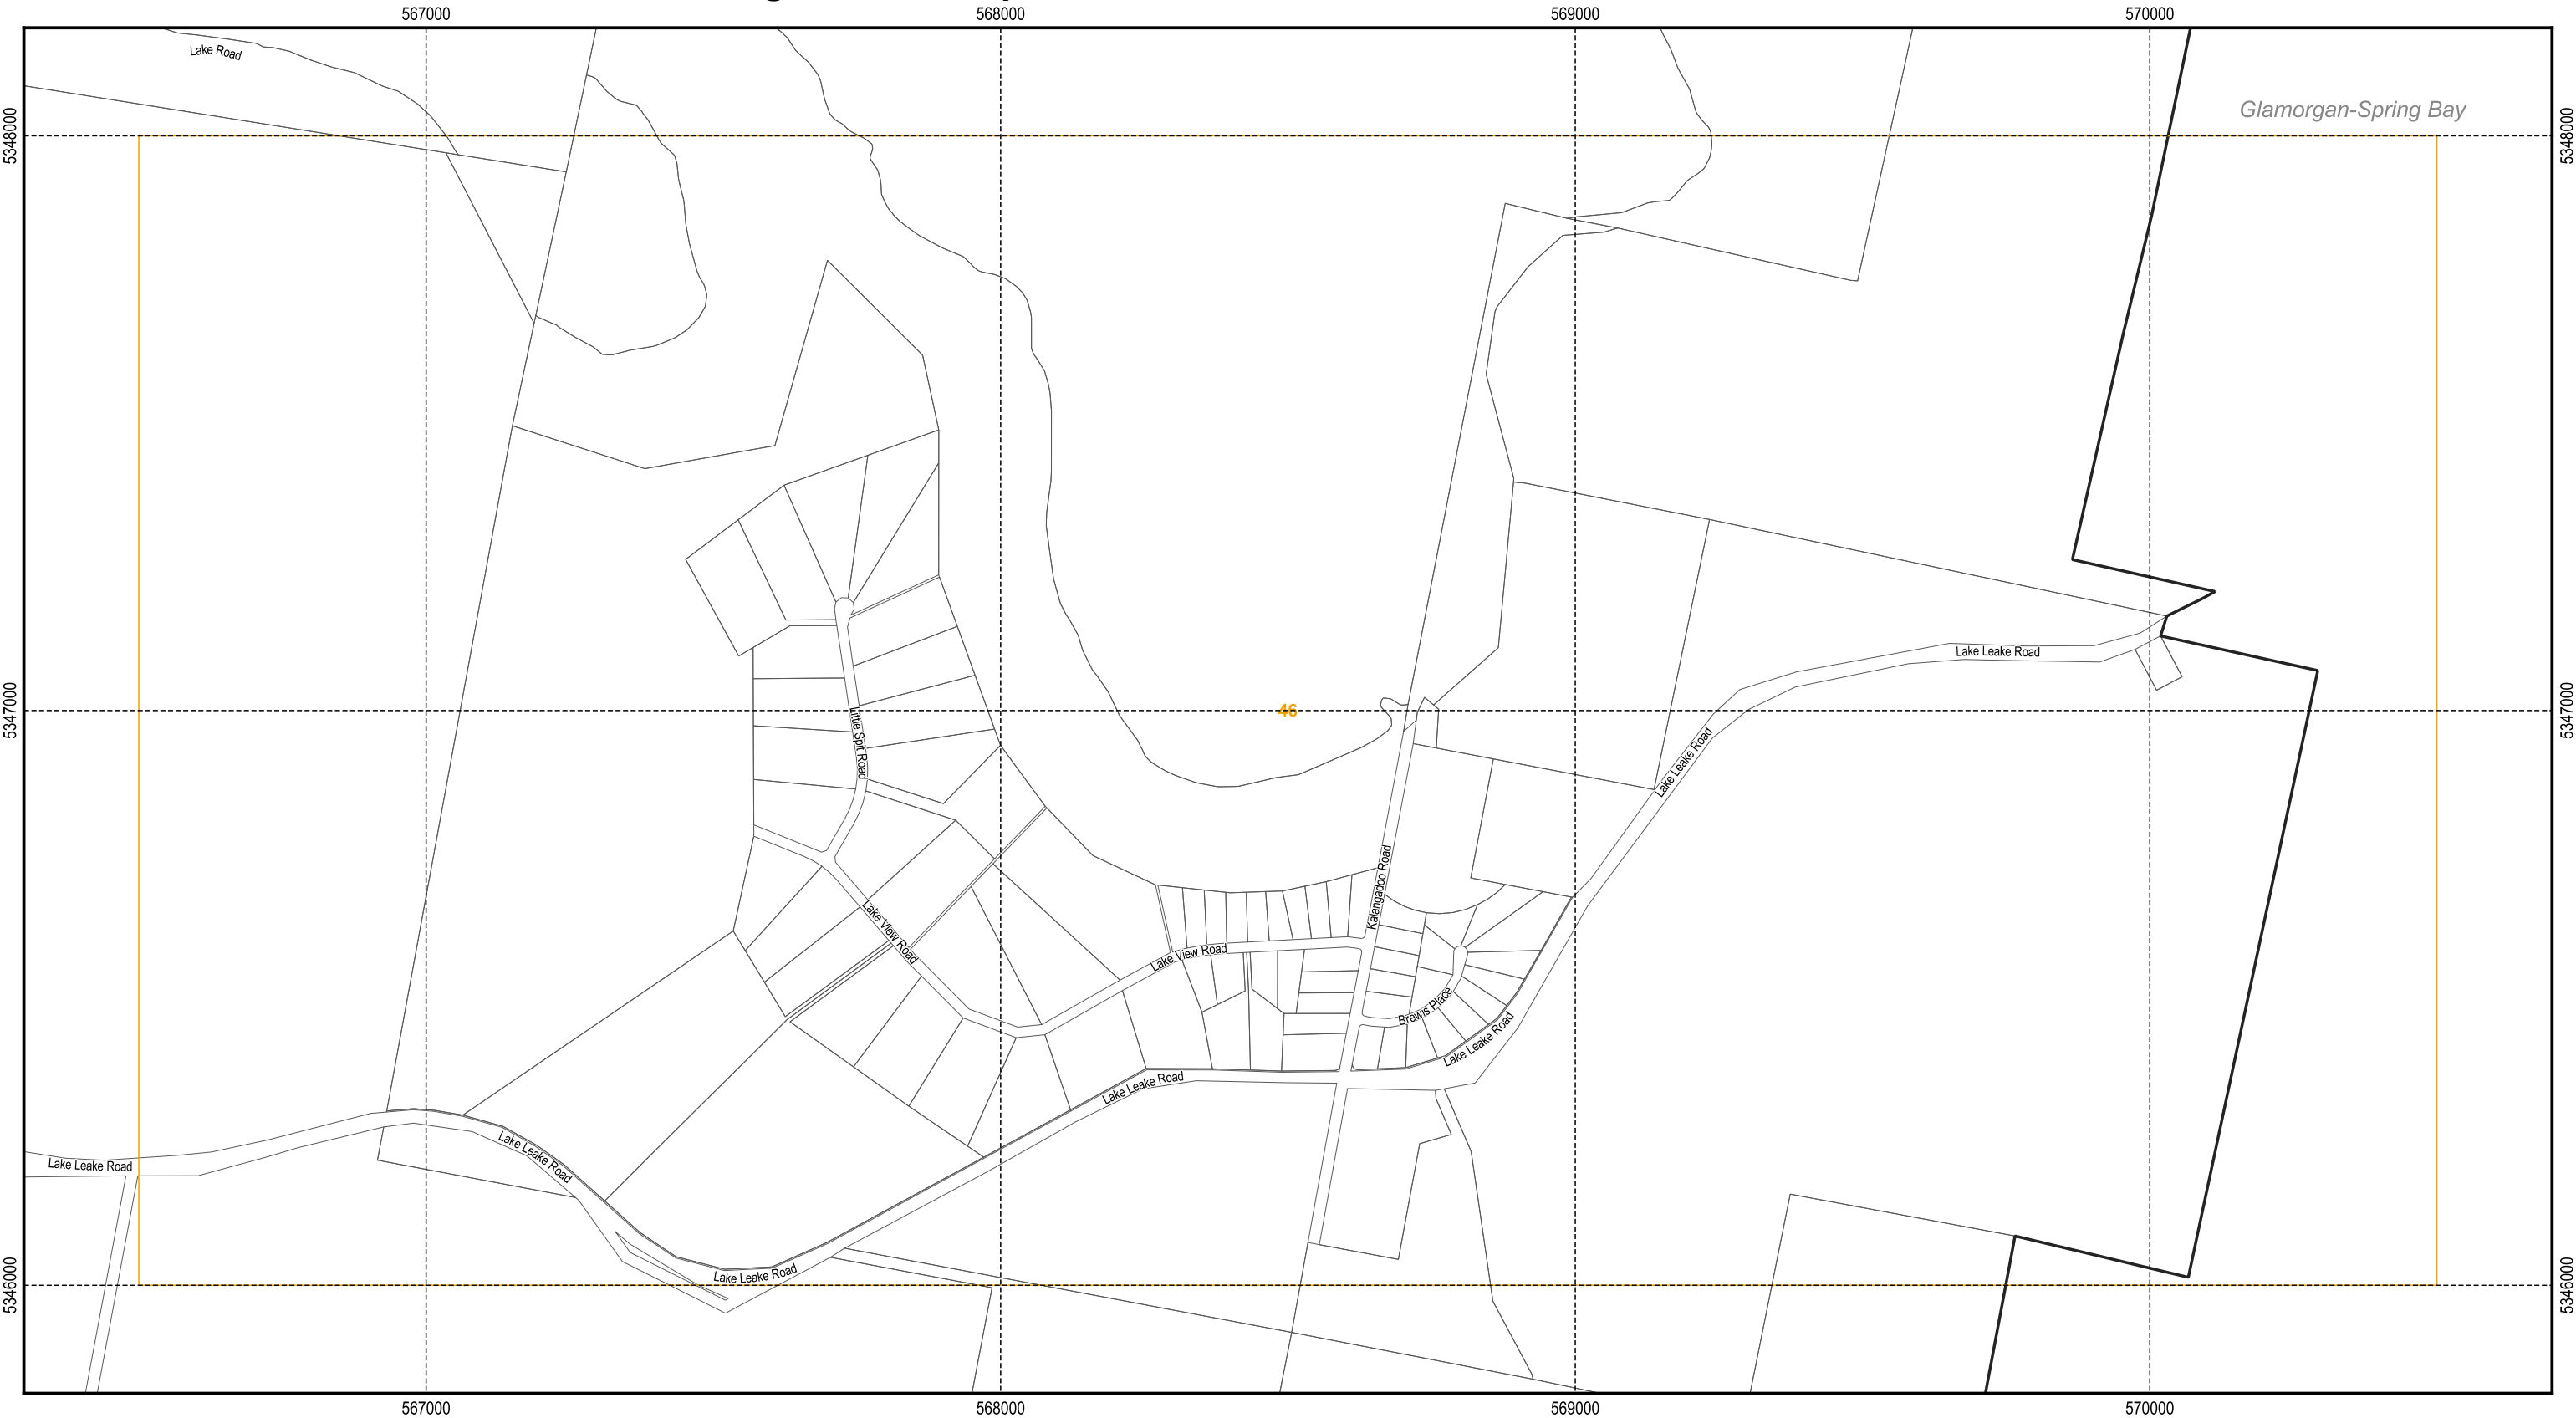 567000
568000
569000
570000
Lake Road
Glamorgan-Spring Bay
5348000
5348000
Lake Leake Road
5347000
46
5347000
Little Spit Road
Lake Leake Road
Kalangadoo Road
Lake View Road
Lake View Road
Brewis Place
Lake Leake Road
Lake Leake Road
Lake Leake Road
Lake Leake Road
Lake Leake Road
5346000
5346000
567000
568000
569000
570000